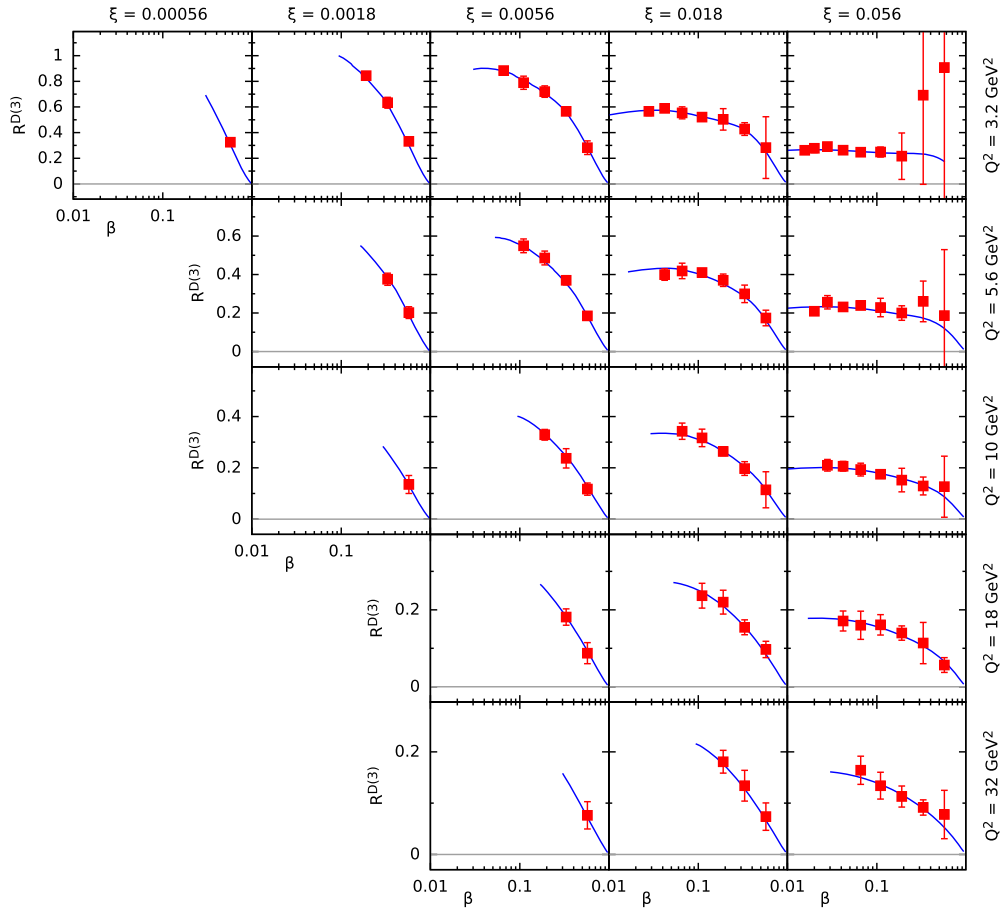 ξ = 0.00056 ξ = 0.0018 ξ = 0.0056 ξ = 0.018 ξ = 0.056
1
0.8
0.6
0.4
0.2
0
R^D(3)
Q² = 3.2 GeV²
0.01 0.1
β
0.6
0.4
0.2
0
R^D(3)
Q² = 5.6 GeV²
0.4
0.2
0
R^D(3)
Q² = 10 GeV²
0.01 0.1
β
0.2
0
R^D(3)
Q² = 18 GeV²
0.2
0
R^D(3)
Q² = 32 GeV²
0.01 0.1 0.01 0.1 0.01 0.1
β β β